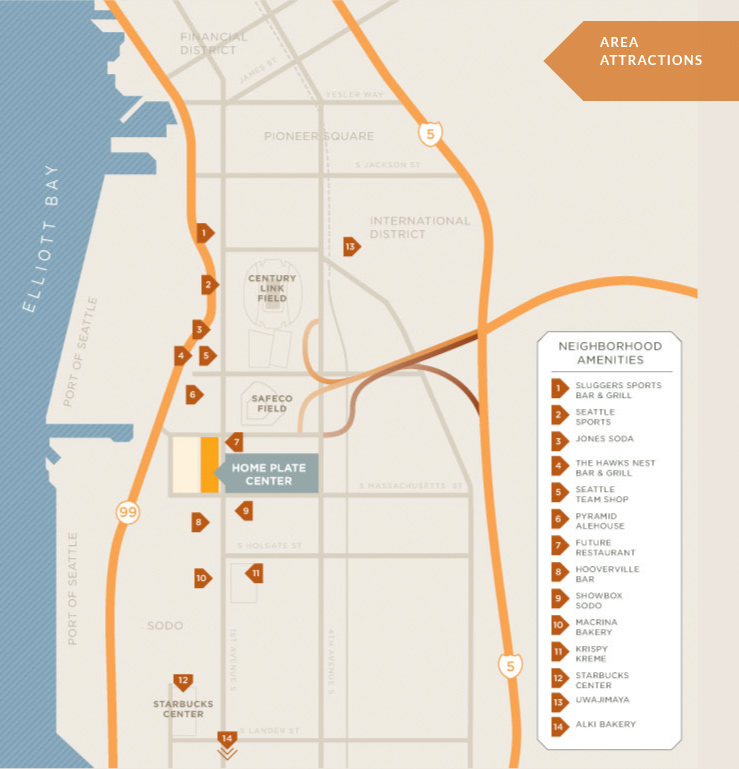 AREA
ATTRACTIONS
FINANCIAL
DISTRICT
JAMES ST
YESLER WAY
5
PIONEER SQUARE
S JACKSON ST
ELLIOTT BAY
INTERNATIONAL
DISTRICT
1
13
2
CENTURY
LINK
FIELD
PORT OF SEATTLE
3
4
5
6
SAFECO
FIELD
7
HOME PLATE
CENTER
S MASSACHUSETTS ST
99
9
8
S HOLGATE ST
PORT OF SEATTLE
10
11
SODO
1ST AVENUE S
4TH AVENUE S
5
12
STARBUCKS
CENTER
S LANDER ST
14
NEIGHBORHOOD
AMENITIES
1 SLUGGERS SPORTS
BAR & GRILL
2 SEATTLE
SPORTS
3 JONES SODA
4 THE HAWKS NEST
BAR & GRILL
5 SEATTLE
TEAM SHOP
6 PYRAMID
ALEHOUSE
7 FUTURE
RESTAURANT
8 HOOVERVILLE
BAR
9 SHOWBOX
SODO
10 MACRINA
BAKERY
11 KRISPY
KREME
12 STARBUCKS
CENTER
13 UWAJIMAYA
14 ALKI BAKERY